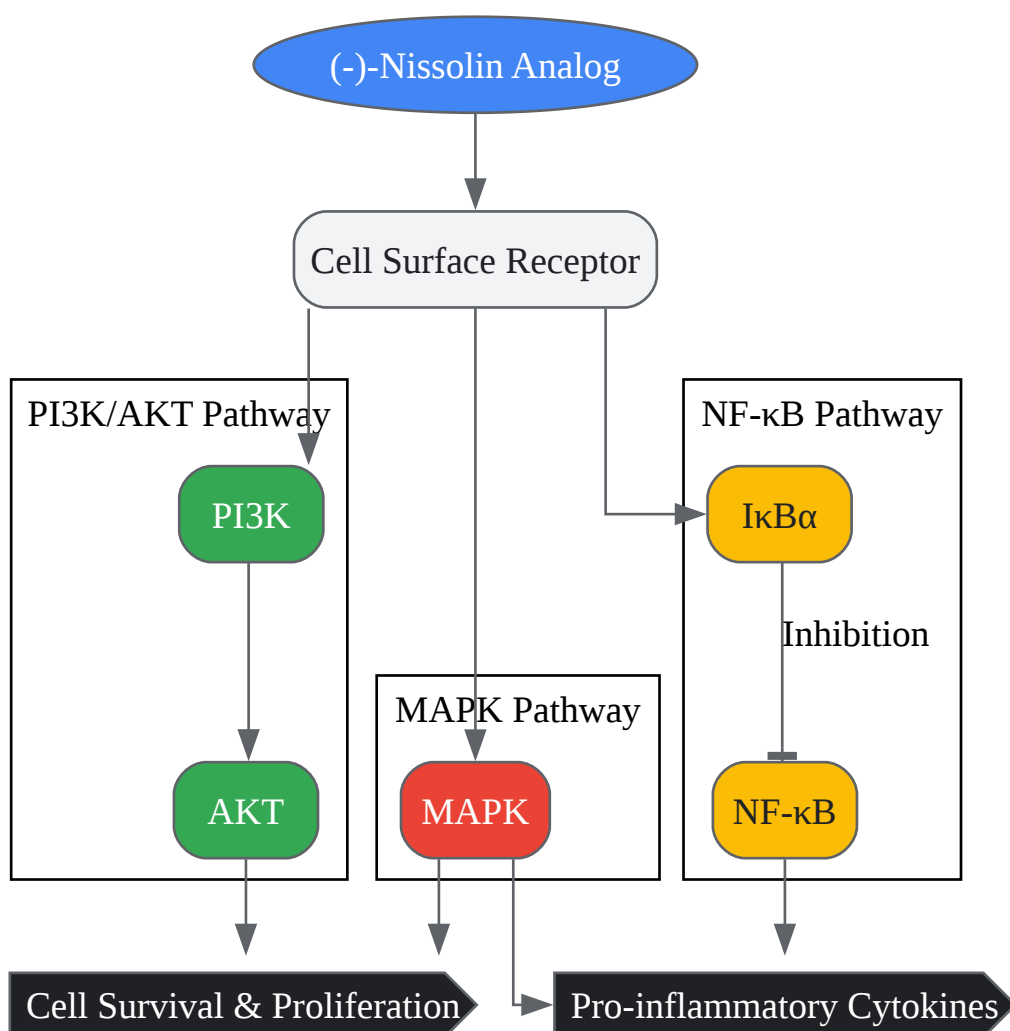 (-)-Nissolin Analog
Cell Surface Receptor
PI3K/AKT Pathway
NF-κB Pathway
PI3K
IκBα
Inhibition
MAPK Pathway
AKT
MAPK
NF-κB
Cell Survival & Proliferation
Pro-inflammatory Cytokines